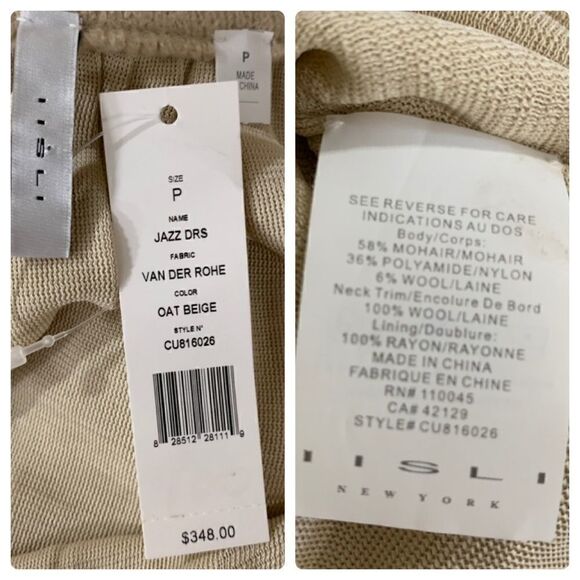 IISLI
P
MADE
CHINA
SIZE
P
NAME
JAZZ DRS
FABRIC
VAN DER ROHE
COLOR
OAT BEIGE
STYLE N°
CU816026
8 28512 28111 9
$348.00
SEE REVERSE FOR CARE
INDICATIONS AU DOS
Body/Corps:
58% MOHAIR/MOHAIR
36% POLYAMIDE/NYLON
6% WOOL/LAINE
Neck Trim/Encolure De Bord
100% WOOL/LAINE
Lining/Doublure:
100% RAYON/RAYONNE
MADE IN CHINA
FABRIQUE EN CHINE
RN# 110045
CA# 42129
STYLE# CU816026
IISLI
NEW YORK